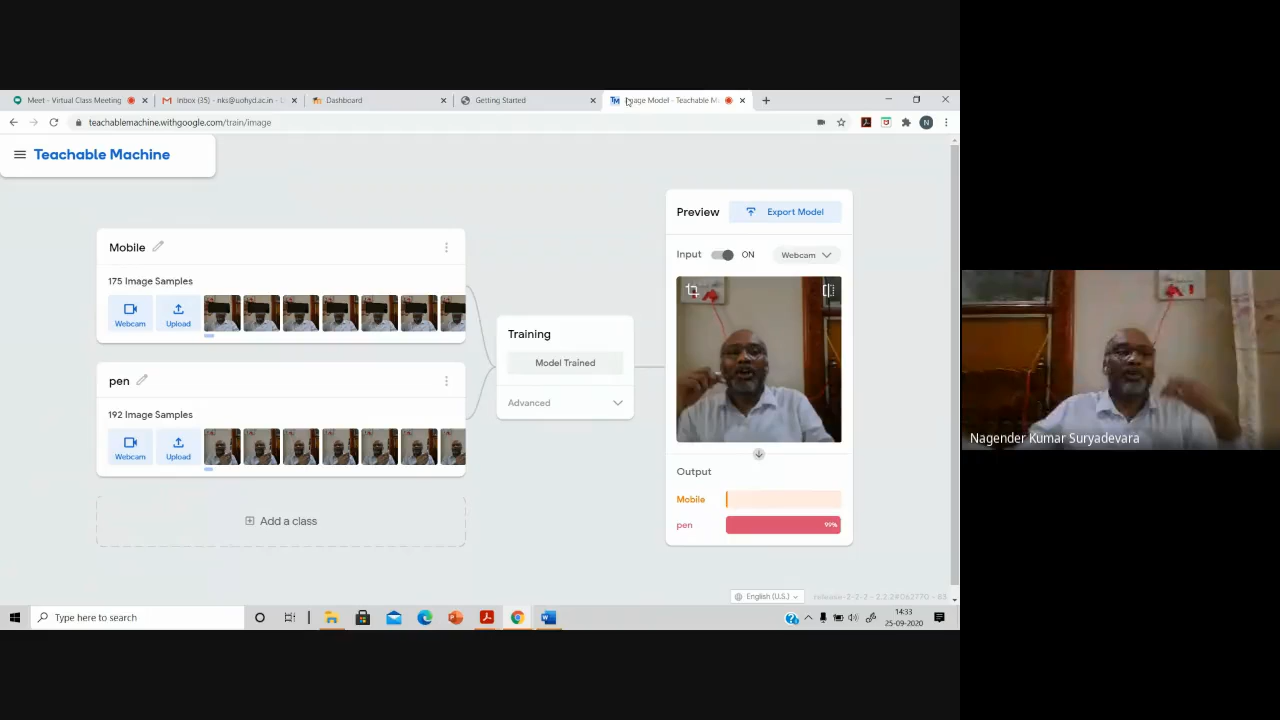 Meet - Virtual Class Meeting
Inbox (35) - nks@uohyd.ac.in -
Dashboard
Getting Started
Image Model - Teachable M
teachablemachine.withgoogle.com/train/image
N
Teachable Machine
Mobile
175 Image Samples
Webcam
Upload
pen
192 Image Samples
Webcam
Upload
Add a class
Training
Model Trained
Advanced
Preview
Export Model
Input
ON
Webcam
Output
Mobile
pen
99%
English (U.S.)
Nagender Kumar Suryadevara
Type here to search
14:33
25-09-2020